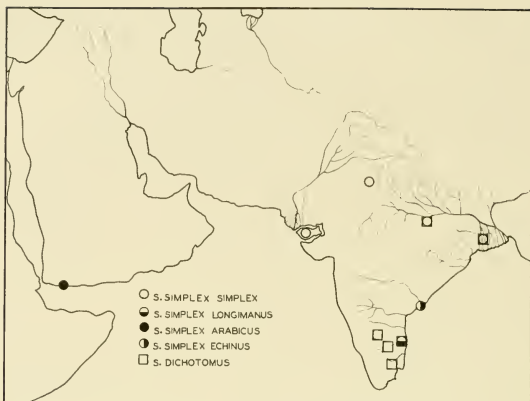 S. SIMPLEX SIMPLEX
S. SIMPLEX LONGIMANUS
S. SIMPLEX ARABICUS
S. SIMPLEX ECHINUS
S. DICHOTOMUS